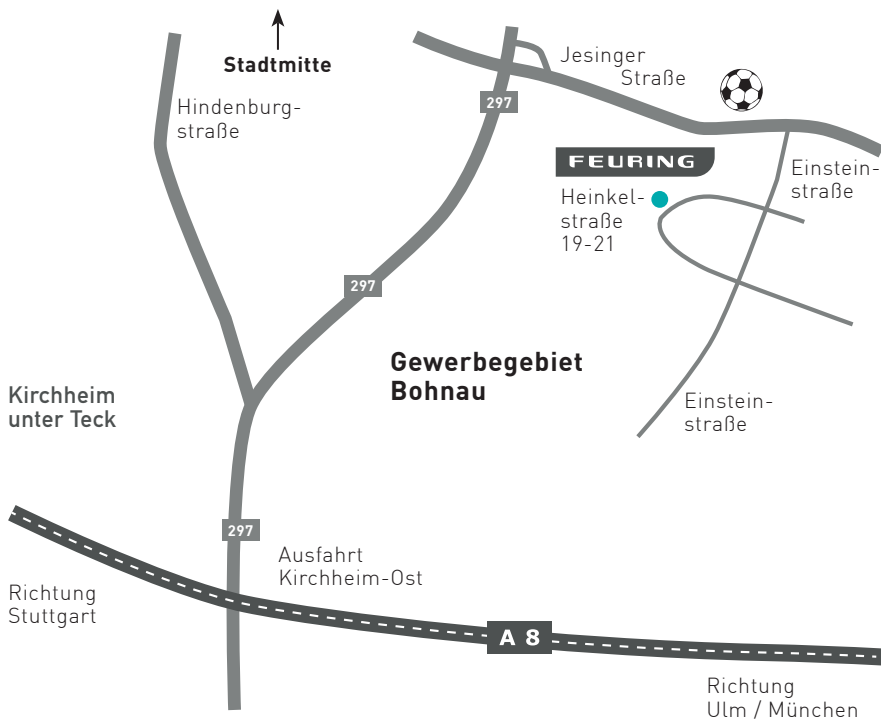 Stadtmitte
Jesinger
Straße
Hindenburg-
straße
297
FEURING
Einstein-
straße
Heinkel-
straße
19-21
297
Gewerbegebiet
Bohnau
Kirchheim
unter Teck
Einstein-
straße
297
Ausfahrt
Kirchheim-Ost
Richtung
Stuttgart
A 8
Richtung
Ulm / München